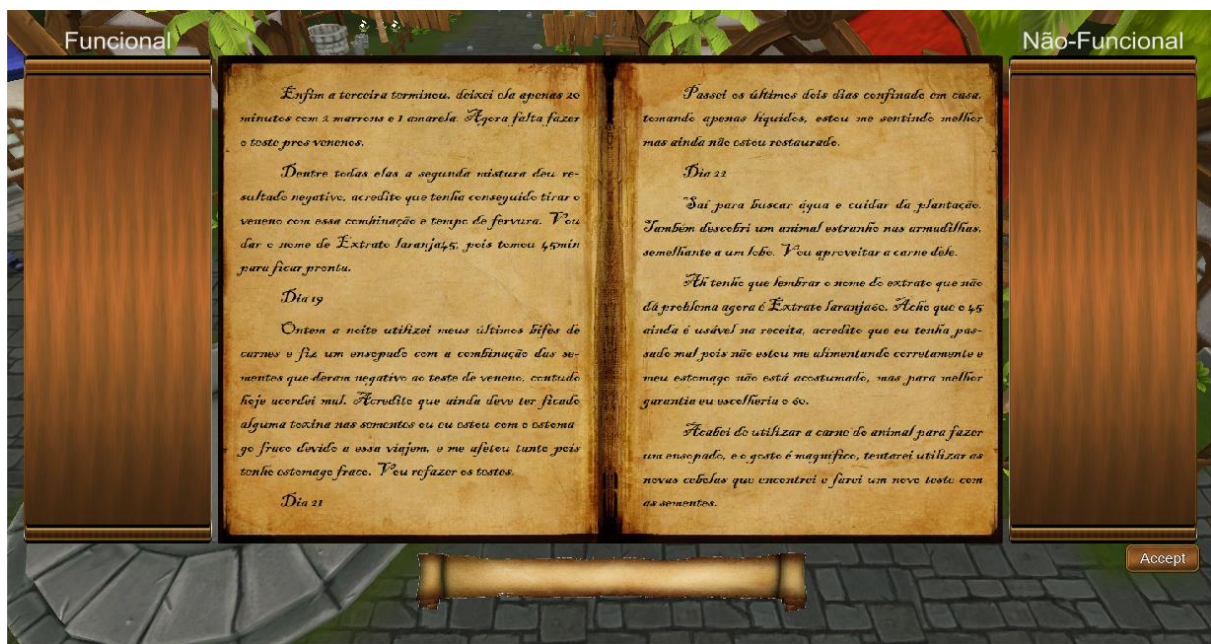 Funcional
Não-Funcional
Enfim a terceira terminou, deixei ela apenas 20
minutos com 2 marrons e 1 amarela. Agora falta fazer
o teste pros venenos.
Dentre todas elas a segunda mistura deu re-
sultado negativo, acredito que tenha conseguido tirar o
veneno com essa combinação e tempo de fervura. Vou
dar o nome de Extrato laranja45, pois tomou 45min
para ficar pronta.
Dia 19
Ontem a noite utilizei meus últimos bifes de
carnes e fiz um ensopado com a combinação das se-
mentes que deram negativo ao teste de veneno, contudo
hoje acordei mal. Acredito que ainda deve ter ficado
alguma toxina nas sementes ou eu estou com o estoma-
go fraco devido a essa viajem, e me afetou tanto pois
tenho estomago fraco. Vou refazer os testes.
Dia 21
Passei os últimos dois dias confinado em casa,
tomando apenas líquidos, estou me sentindo melhor
mas ainda não estou restaurado.
Dia 22
Saí para buscar água e cuidar da plantação.
Também descobri um animal estranho nas armadilhas,
semelhante a um lobo. Vou aproveitar a carne dele.
Ah tenho que lembrar o nome do extrato que não
dá problema agora é Extrato laranja60. Acho que o 45
ainda é usável na receita, acredito que eu tenha pas-
sado mal pois não estou me alimentando corretamente e
meu estomago não está acostumado, mas para melhor
garantia eu escolheria o 60.
Acabei de utilizar a carne do animal para fazer
um ensopado, e o gosto é magnífico, tentarei utilizar as
novas cebolas que encontrei e farei um novo teste com
as sementes.
Accept